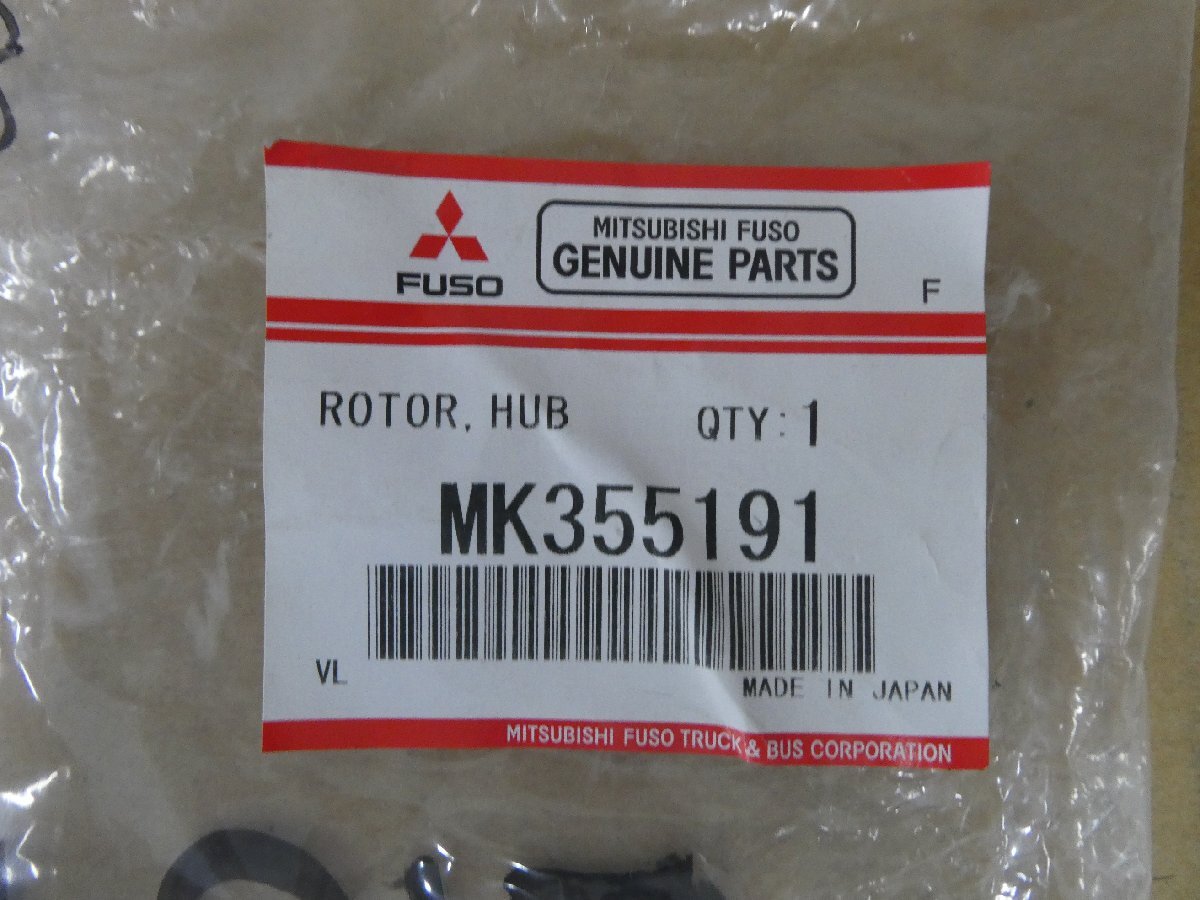 MITSUBISHI FUSO
GENUINE PARTS
FUSO
F
ROTOR, HUB QTY: 1
MK355191
VL
MADE IN JAPAN
MITSUBISHI FUSO TRUCK & BUS CORPORATION